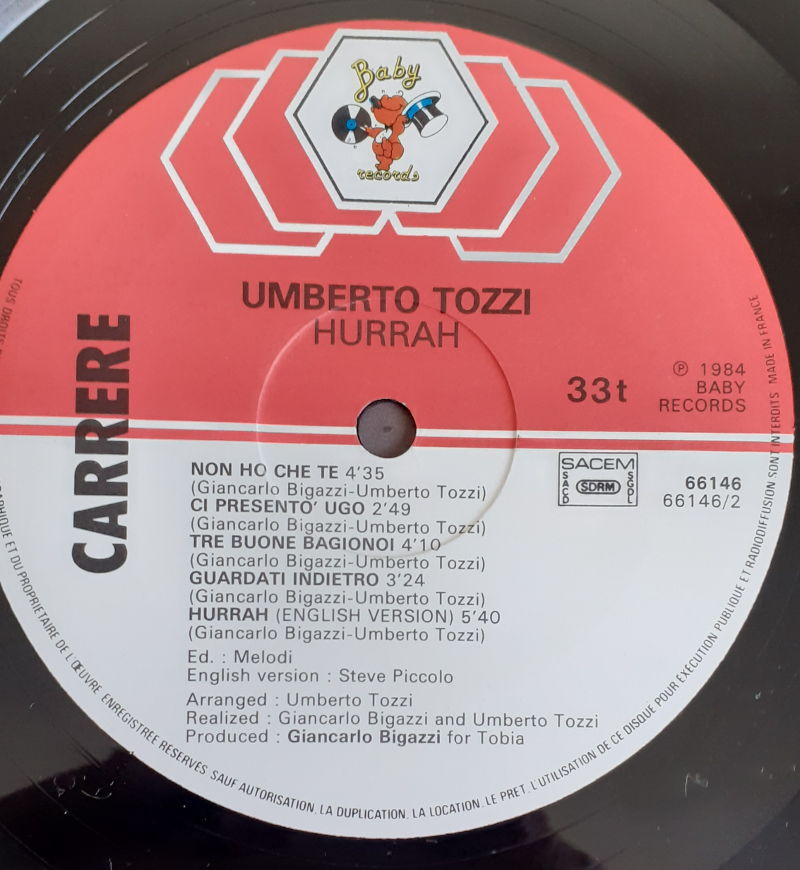 Baby
records
UMBERTO TOZZI
HURRAH
CARRERE
33t
℗ 1984
BABY
RECORDS
NON HO CHE TE 4'35
(Giancarlo Bigazzi-Umberto Tozzi)
CI PRESENTO' UGO 2'49
(Giancarlo Bigazzi-Umberto Tozzi)
TRE BUONE BAGIONOI 4'10
(Giancarlo Bigazzi-Umberto Tozzi)
GUARDATI INDIETRO 3'24
(Giancarlo Bigazzi-Umberto Tozzi)
HURRAH (ENGLISH VERSION) 5'40
(Giancarlo Bigazzi-Umberto Tozzi)
SACEM
SACD
SDRM
SGDL
66146
66146/2
Ed. : Melodi
English version : Steve Piccolo
Arranged : Umberto Tozzi
Realized : Giancarlo Bigazzi and Umberto Tozzi
Produced : Giancarlo Bigazzi for Tobia
TOUS DROITS
ET DU PROPRIETAIRE DE L'ŒUVRE ENREGISTREE RESERVES SAUF AUTORISATION, LA DUPLICATION, LA LOCATION, LE PRET, L'UTILISATION DE CE DISQUE POUR EXECUTION PUBLIQUE ET RADIODIFFUSION SONT INTERDITS MADE IN FRANCE